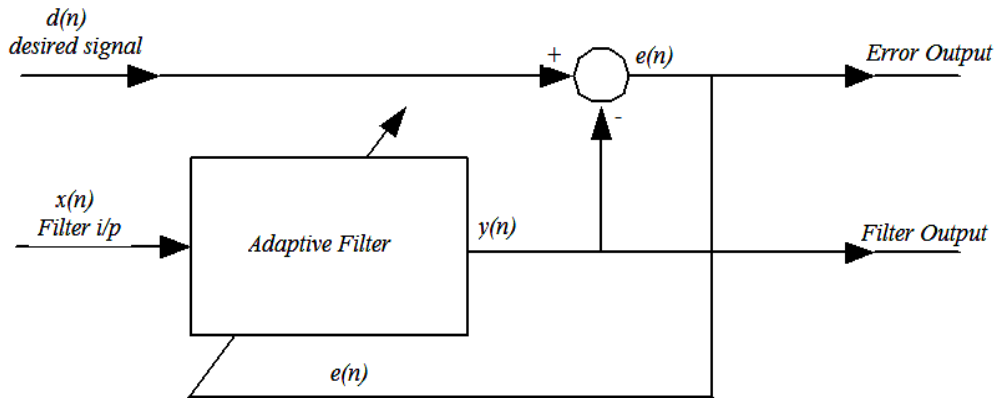 d(n)
desired signal
+
e(n)
Error Output
-
x(n)
Filter i/p
Adaptive Filter
y(n)
Filter Output
e(n)